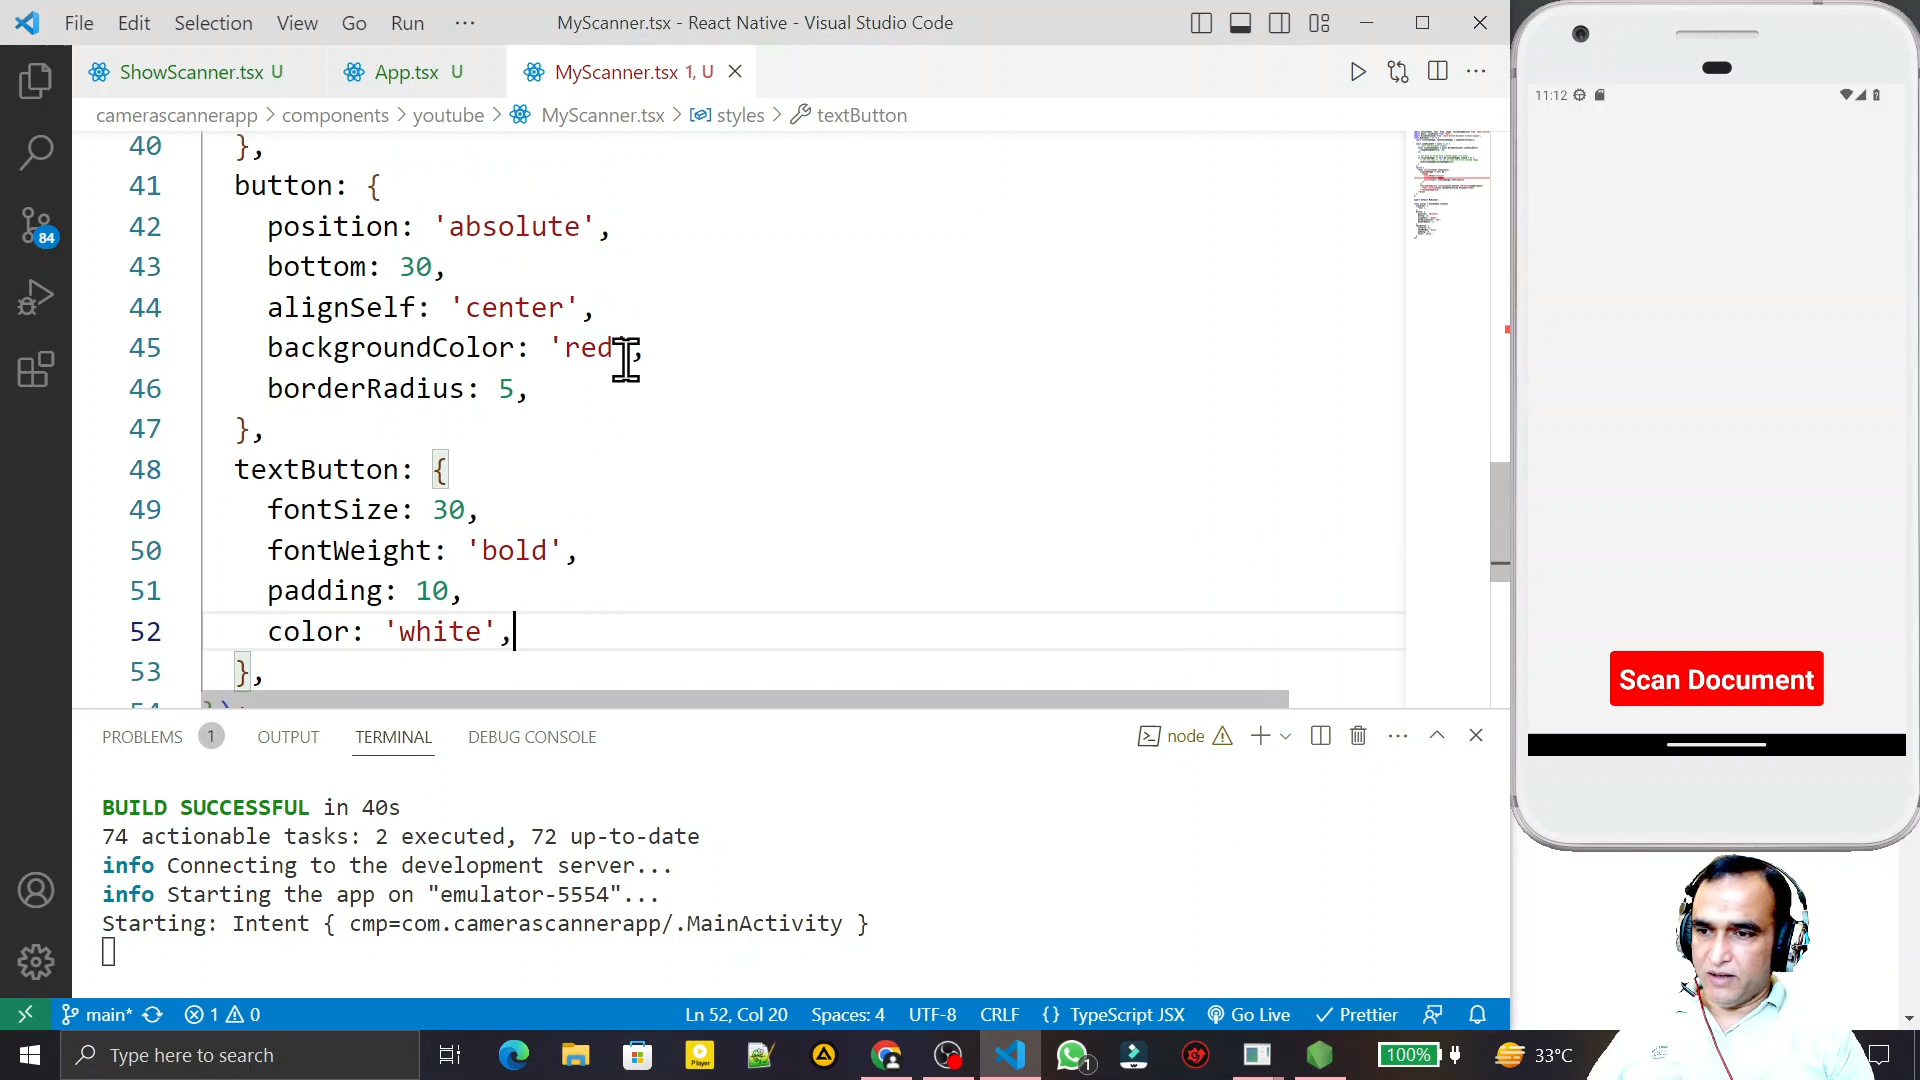 File Edit Selection View Go Run ··· MyScanner.tsx - React Native - Visual Studio Code
ShowScanner.tsx U App.tsx U MyScanner.tsx 1, U
camerascannerapp > components > youtube > MyScanner.tsx > styles > textButton
40 },
41 button: {
42 position: 'absolute',
43 bottom: 30,
44 alignSelf: 'center',
45 backgroundColor: 'red',
46 borderRadius: 5,
47 },
48 textButton: {
49 fontSize: 30,
50 fontWeight: 'bold',
51 padding: 10,
52 color: 'white',
53 },
84
PROBLEMS 1 OUTPUT TERMINAL DEBUG CONSOLE node
BUILD SUCCESSFUL in 40s
74 actionable tasks: 2 executed, 72 up-to-date
info Connecting to the development server...
info Starting the app on "emulator-5554"...
Starting: Intent { cmp=com.camerascannerapp/.MainActivity }
main* 1 0 Ln 52, Col 20 Spaces: 4 UTF-8 CRLF {} TypeScript JSX Go Live Prettier
Type here to search 1 100% 33°C
11:12
Scan Document